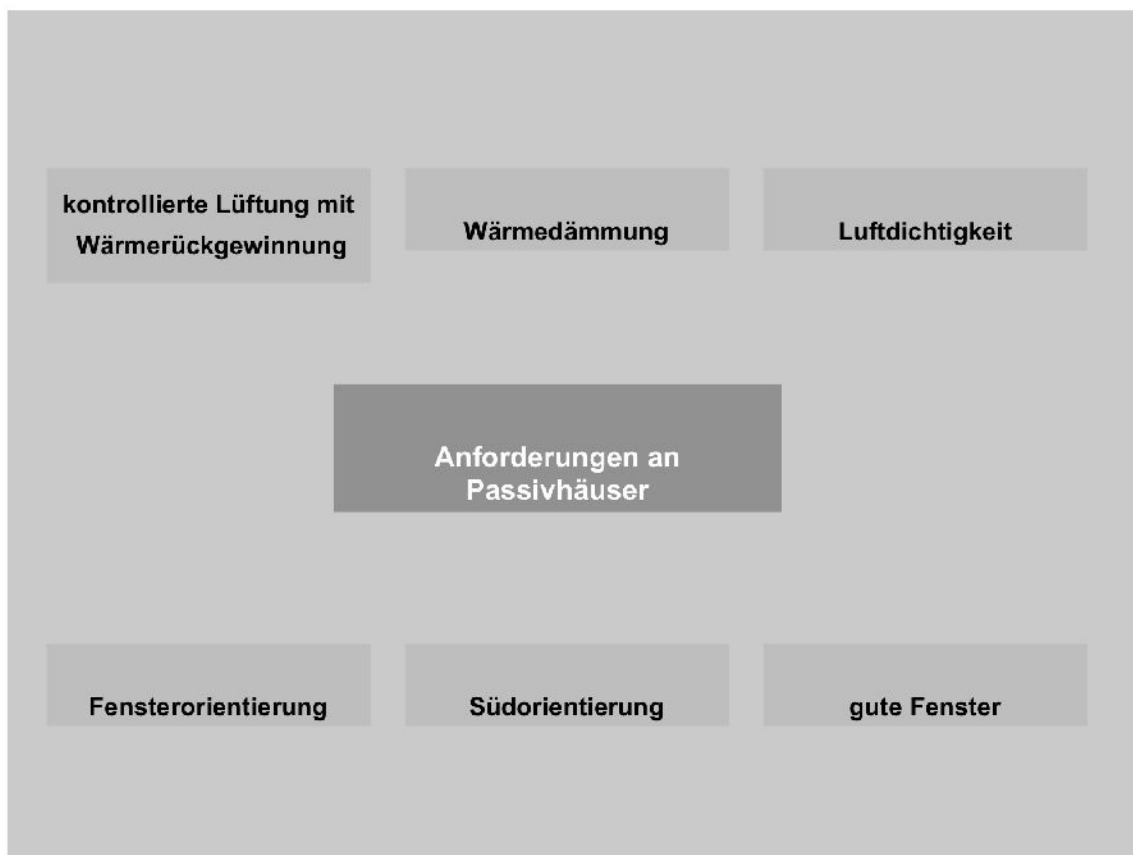 kontrollierte Lüftung mit
Wärmerückgewinnung
Wärmedämmung
Luftdichtigkeit
Anforderungen an
Passivhäuser
Fensterorientierung
Südorientierung
gute Fenster